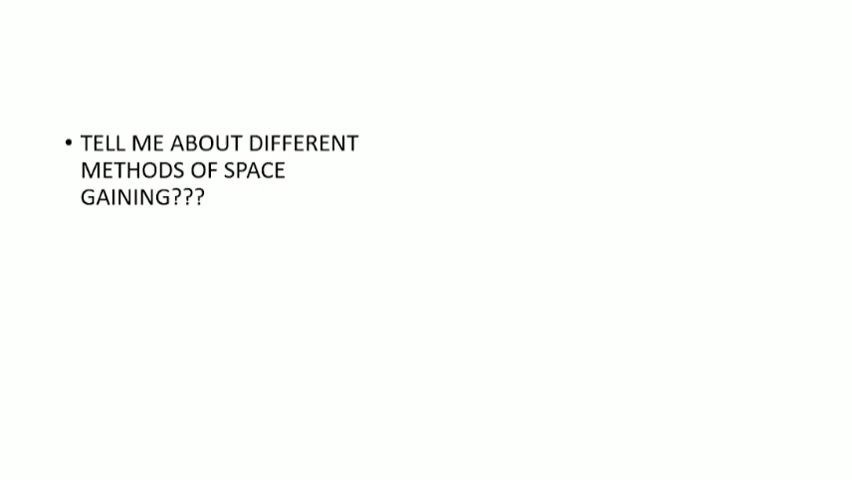 • TELL ME ABOUT DIFFERENT
METHODS OF SPACE
GAINING???